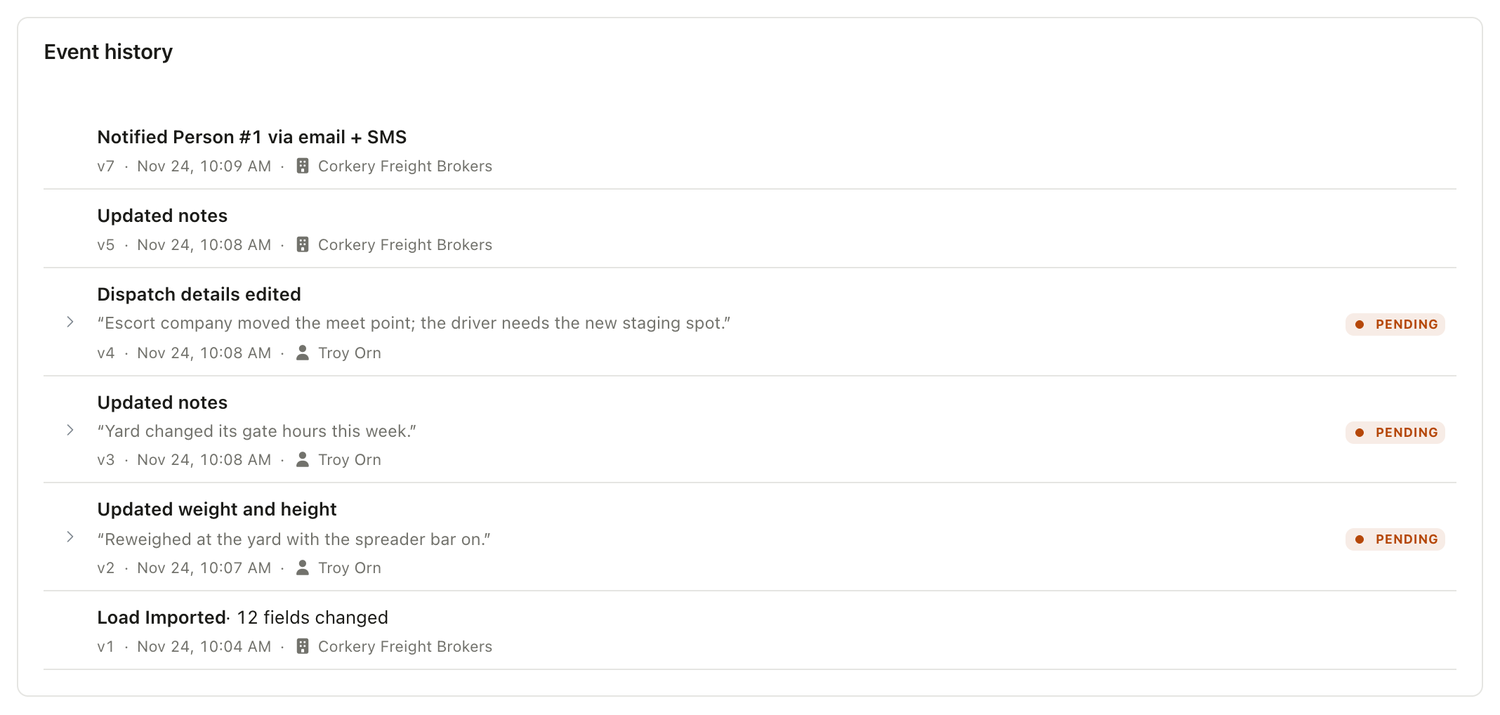 Event history
Notified Person #1 via email + SMS
v7 · Nov 24, 10:09 AM · Corkery Freight Brokers
Updated notes
v5 · Nov 24, 10:08 AM · Corkery Freight Brokers
Dispatch details edited
“Escort company moved the meet point; the driver needs the new staging spot.”
PENDING
v4 · Nov 24, 10:08 AM · Troy Orn
Updated notes
“Yard changed its gate hours this week.”
PENDING
v3 · Nov 24, 10:08 AM · Troy Orn
Updated weight and height
“Reweighed at the yard with the spreader bar on.”
PENDING
v2 · Nov 24, 10:07 AM · Troy Orn
Load Imported· 12 fields changed
v1 · Nov 24, 10:04 AM · Corkery Freight Brokers